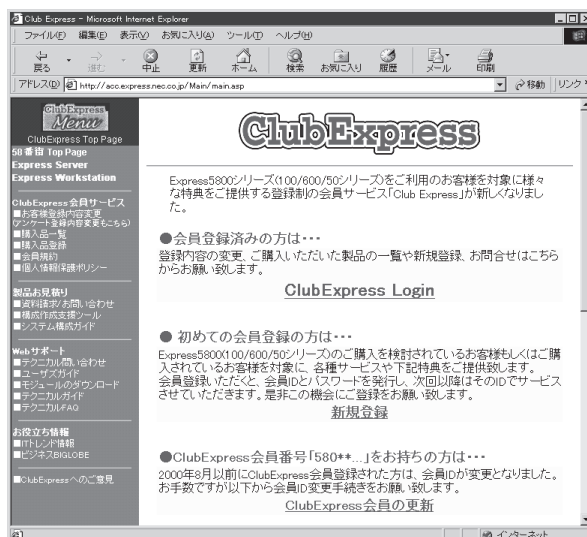 Club Express - Microsoft Internet Explorer
ファイル(F) 編集(E) 表示(V) お気に入り(A) ツール(T) ヘルプ(H)
戻る 進む 中止 更新 ホーム 検索 お気に入り 履歴 メール 印刷
アドレス(D) http://acc.express.nec.co.jp/Main/main.asp 移動 リンク
ClubExpress
Menu
ClubExpress Top Page
58番街 Top Page
Express Server
Express Workstation
ClubExpress 会員サービス
■お客様登録内容変更
(アンケート登録内容変更もこちら)
■購入品一覧
■購入品登録
■会員規約
■個人情報保護ポリシー
製品お見積り
■資料請求/お問い合わせ
■構成作成支援ツール
■システム構成ガイド
Webサポート
■テクニカル問い合わせ
■ユーザズガイド
■モジュールのダウンロード
■テクニカルガイド
■テクニカルFAQ
お役立ち情報
■ITトレンド情報
■ビジネスBIGLOBE
■ClubExpressへのご意見
ClubExpress
Express5800シリーズ(100/600/50シリーズ)をご利用のお客様を対象に様々
な特典をご提供する登録制の会員サービス「Club Express」が新しくなりまし
た。
●会員登録済みの方は・・・
登録内容の変更、ご購入いただいた製品の一覧や新規登録、お問合せはこちら
からお願い致します。
ClubExpress Login
● 初めての会員登録の方は・・・
Express5800(100/600/50シリーズ)のご購入を検討されているお客様もしくはご購
入されているお客様を対象に、各種サービスや下記特典をご提供致します。
会員登録いただくと、会員IDとパスワードを発行し、次回以降はそのIDでサービス
させていただきます。是非この機会にご登録をお願い致します。
新規登録
●ClubExpress会員番号「580**...」をお持ちの方は・・・
2000年8月以前にClubExpress会員登録された方は、会員IDが変更となりました。
お手数ですが以下から会員ID変更手続きをお願い致します。
ClubExpress会員の更新
インターネット